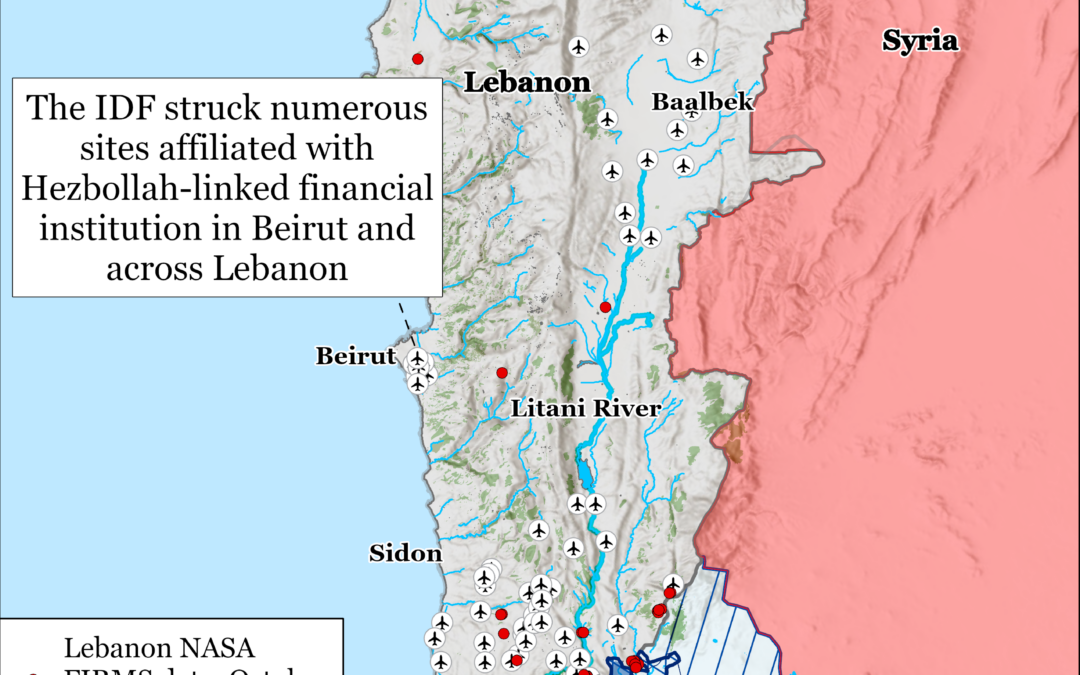 Syria
Lebanon
Baalbek
The IDF struck numerous
sites affiliated with
Hezbollah-linked financial
institution in Beirut and
across Lebanon
Beirut
Litani River
Sidon
Lebanon NASA
FIRMS data, Octob